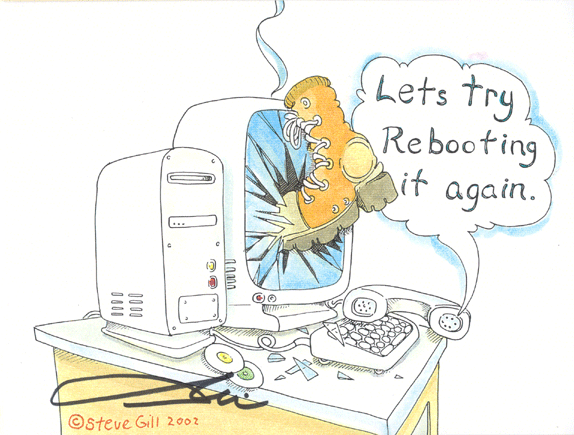 Lets try
Rebooting
it again.
©Steve Gill 2002